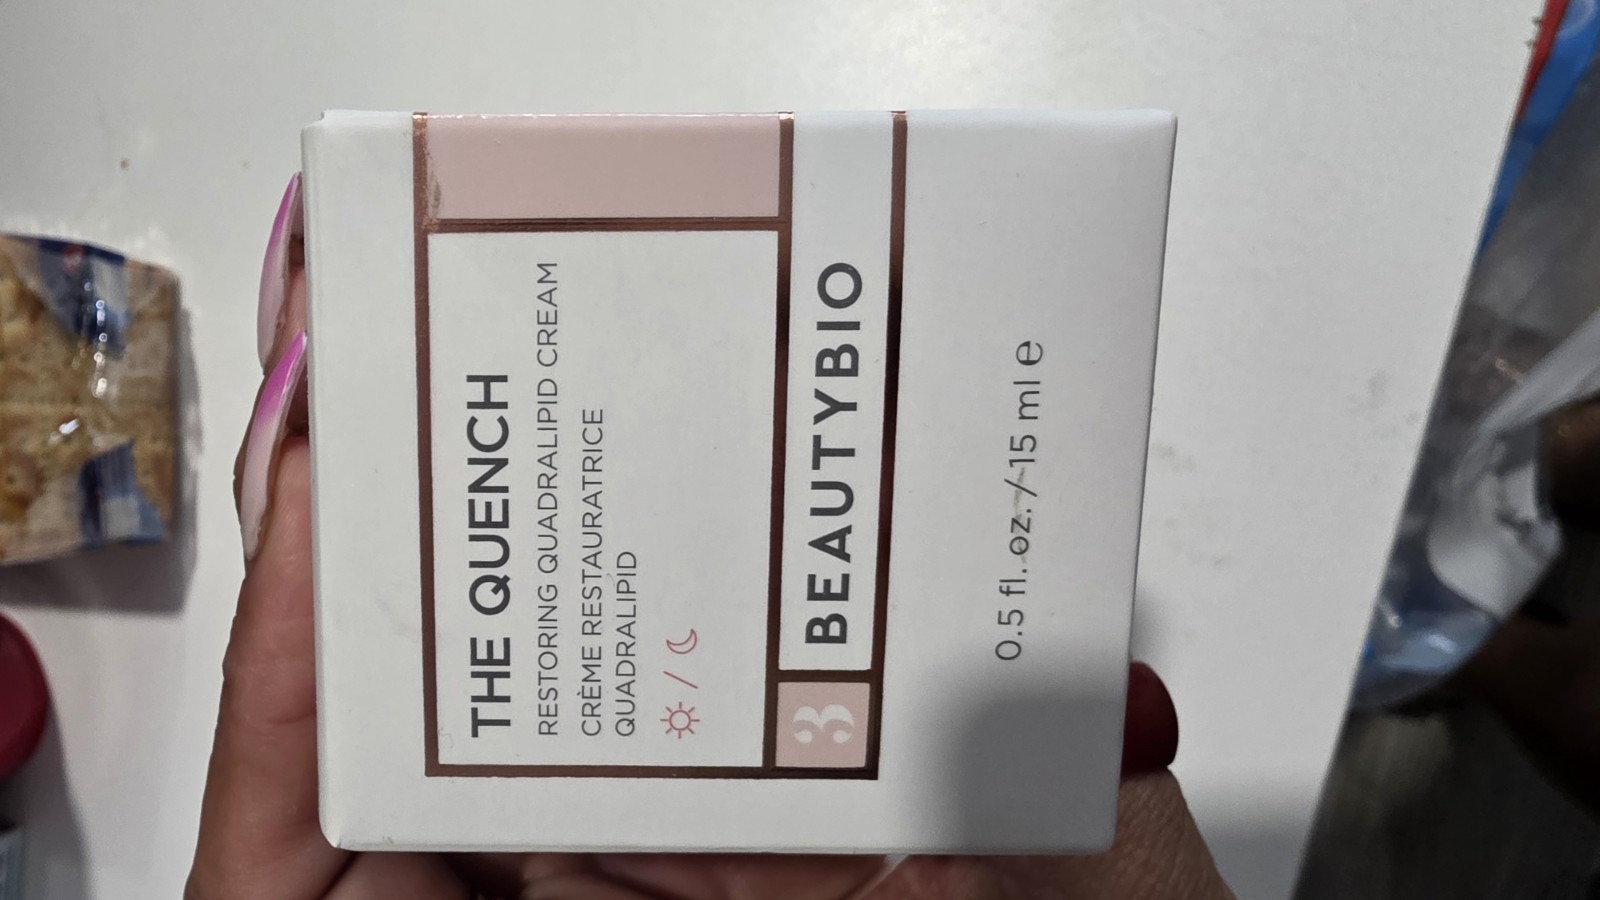 THE QUENCH
RESTORING QUADRALIPID CREAM
CRÈME RESTAURATRICE
QUADRALIPID
/
3
BEAUTYBIO
0.5 fl. oz. / 15 ml e